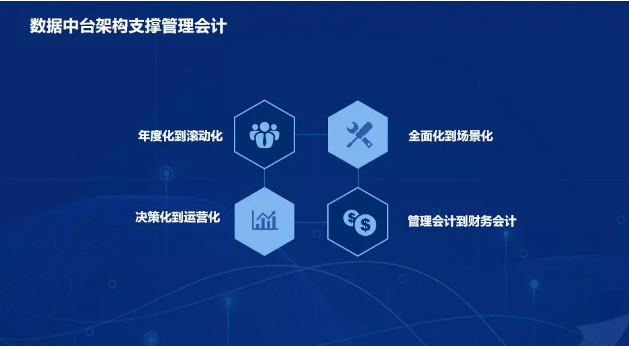 数据中台架构支撑管理会计
年度化到滚动化
全面化到场景化
决策化到运营化
管理会计到财务会计